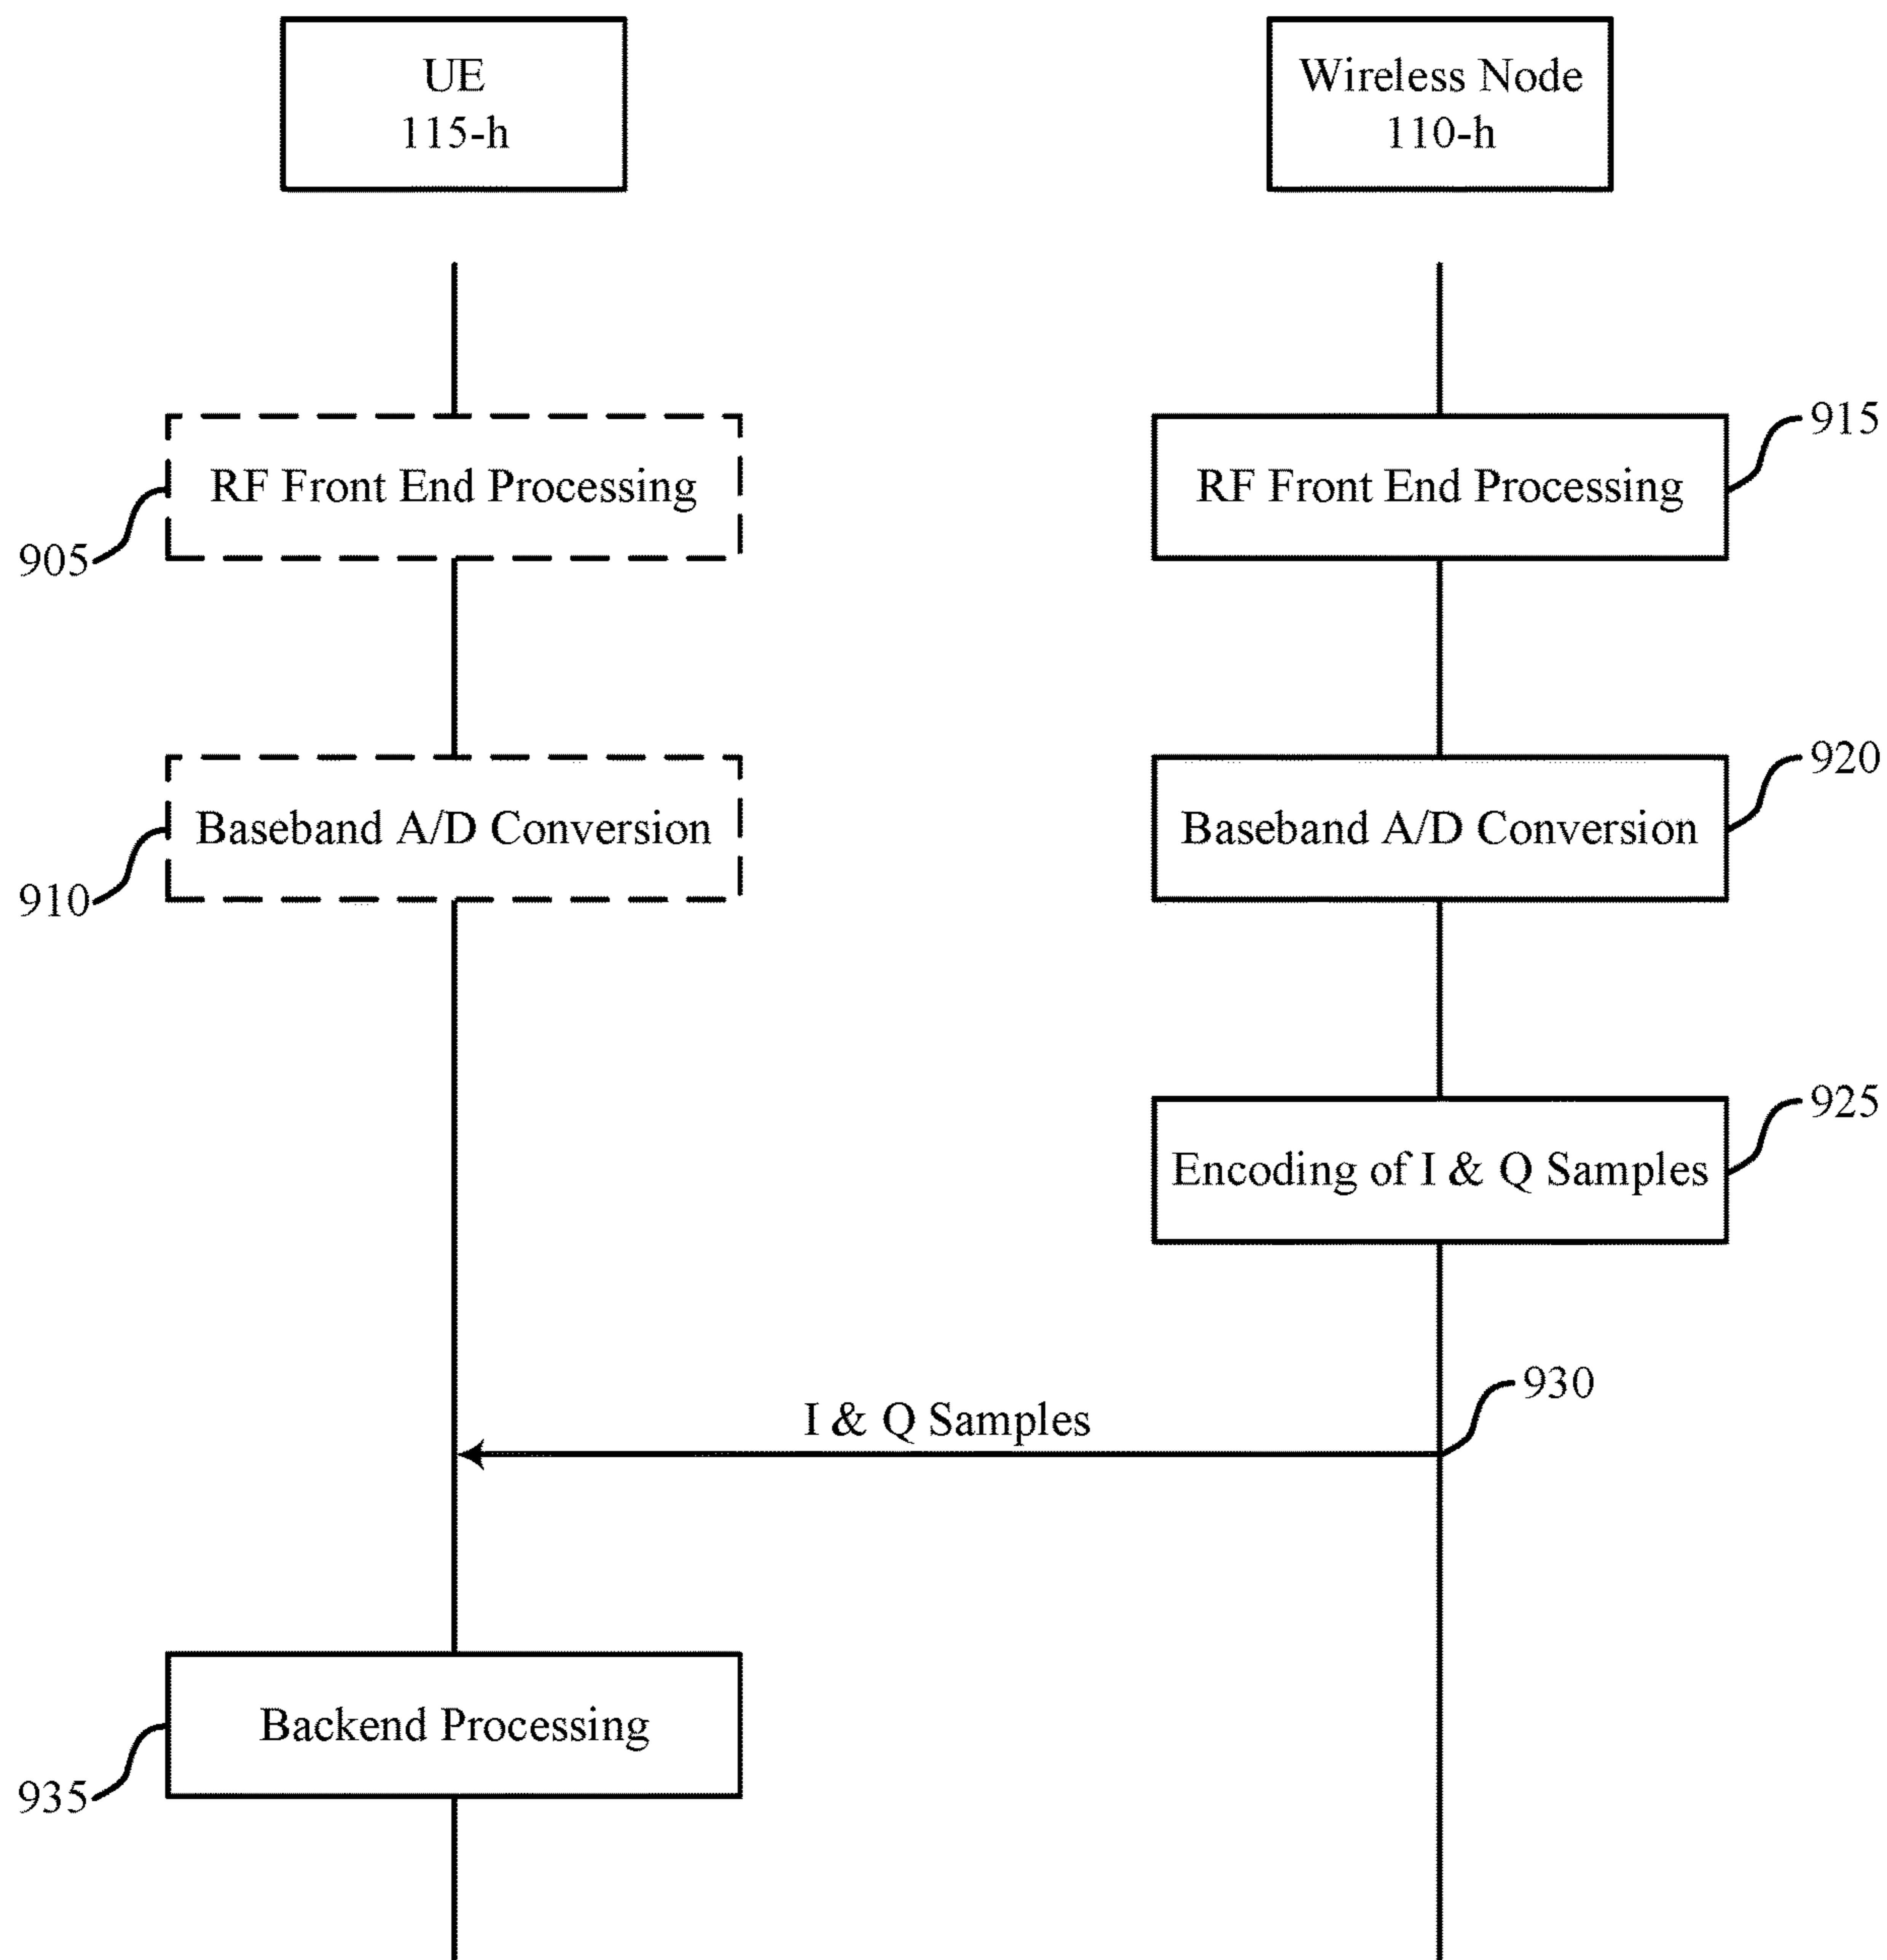 UE
115-h
Wireless Node
110-h
RF Front End Processing
905
RF Front End Processing
915
Baseband A/D Conversion
910
Baseband A/D Conversion
920
Encoding of I & Q Samples
925
I & Q Samples
930
Backend Processing
935